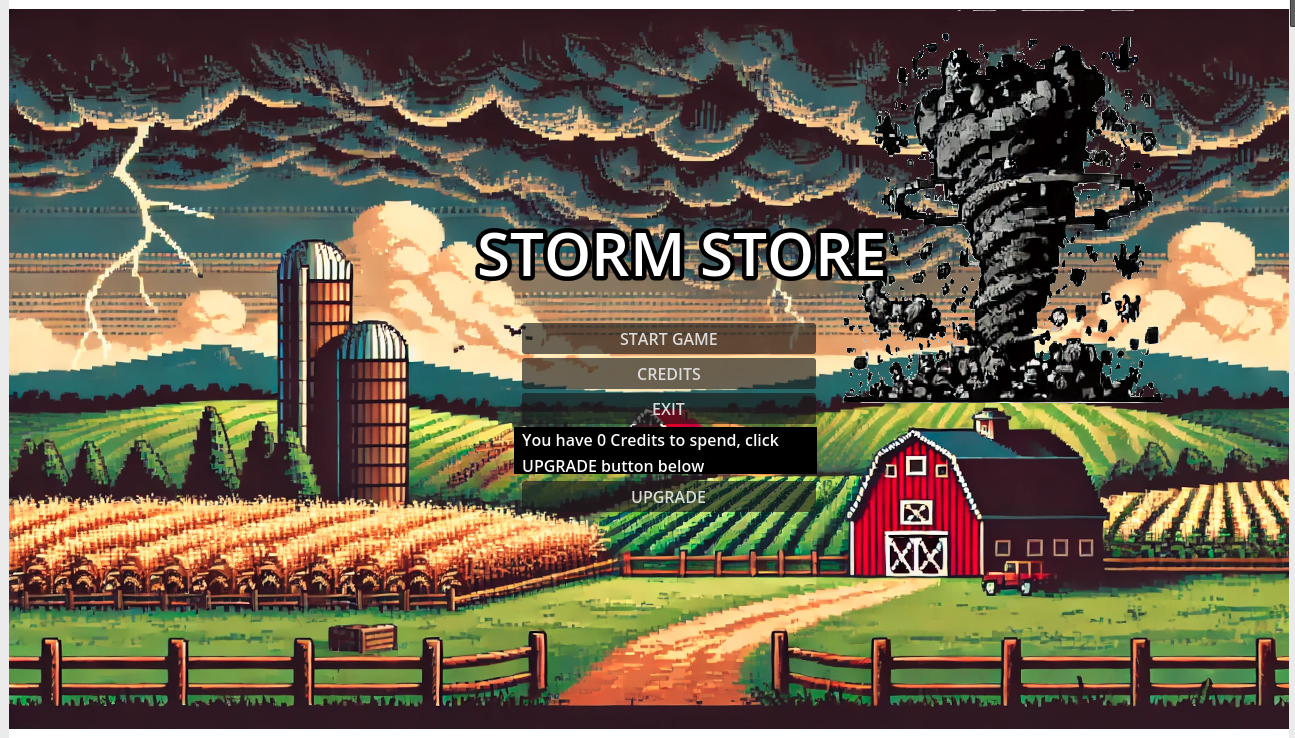 STORM STORE
START GAME
CREDITS
EXIT
You have 0 Credits to spend, click
UPGRADE button below
UPGRADE